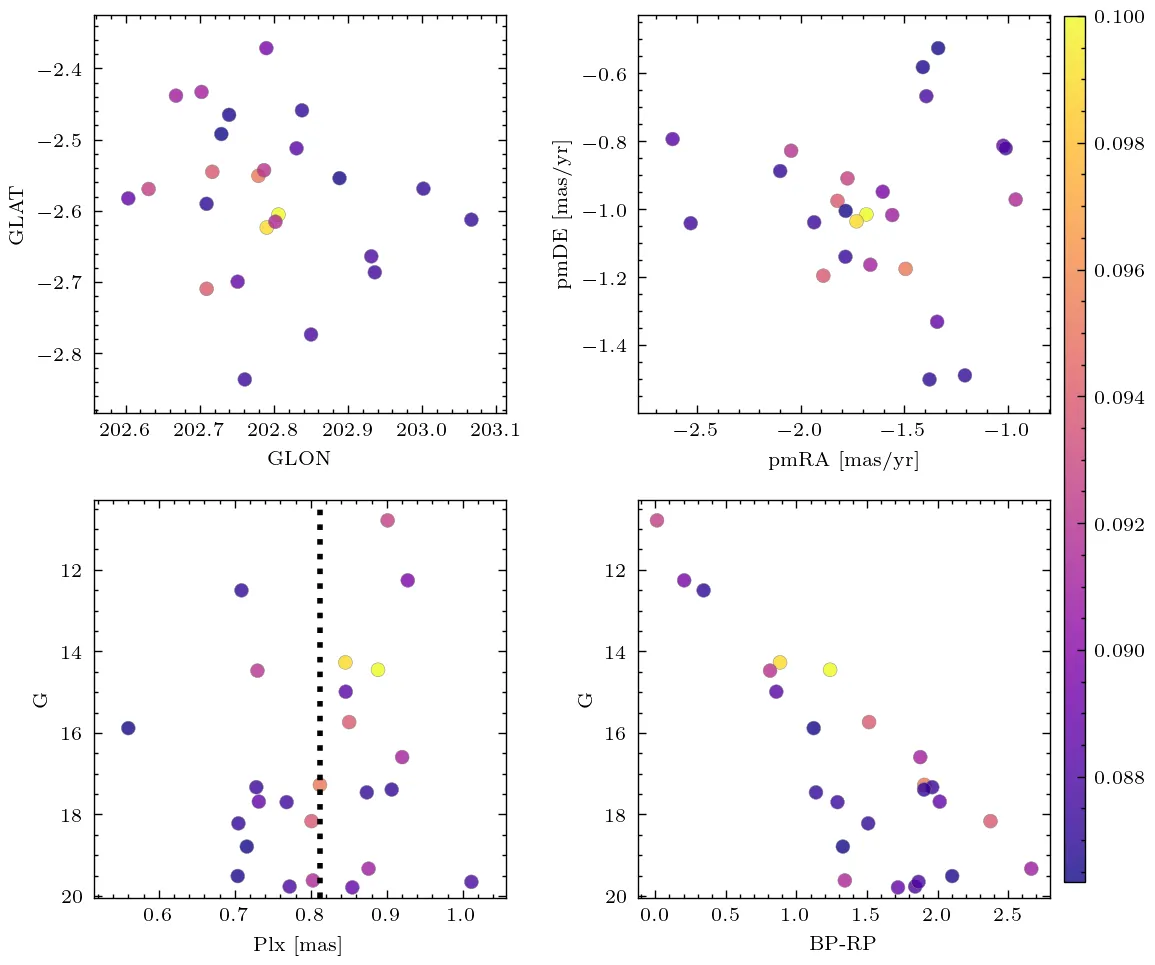 −2.4
−2.5
−2.6
−2.7
−2.8
GLAT
202.6 202.7 202.8 202.9 203.0 203.1
GLON
−0.6
−0.8
−1.0
−1.2
−1.4
pmDE [mas/yr]
−2.5 −2.0 −1.5 −1.0
pmRA [mas/yr]
0.100
0.098
0.096
0.094
0.092
0.090
0.088
12
14
16
18
20
G
0.6 0.7 0.8 0.9 1.0
Plx [mas]
12
14
16
18
20
G
0.0 0.5 1.0 1.5 2.0 2.5
BP-RP